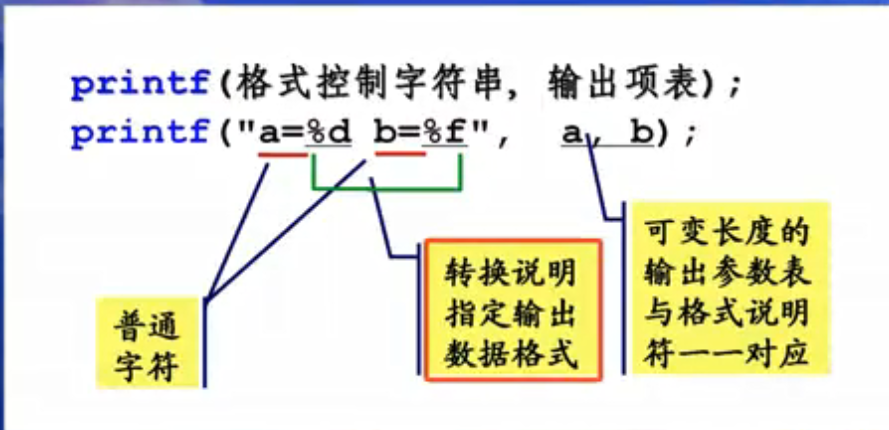 printf(格式控制字符串, 输出项表);
printf("a=%d b=%f", a, b);
普通
字符
转换说明
指定输出
数据格式
可变长度的
输出参数表
与格式说明
符一一对应